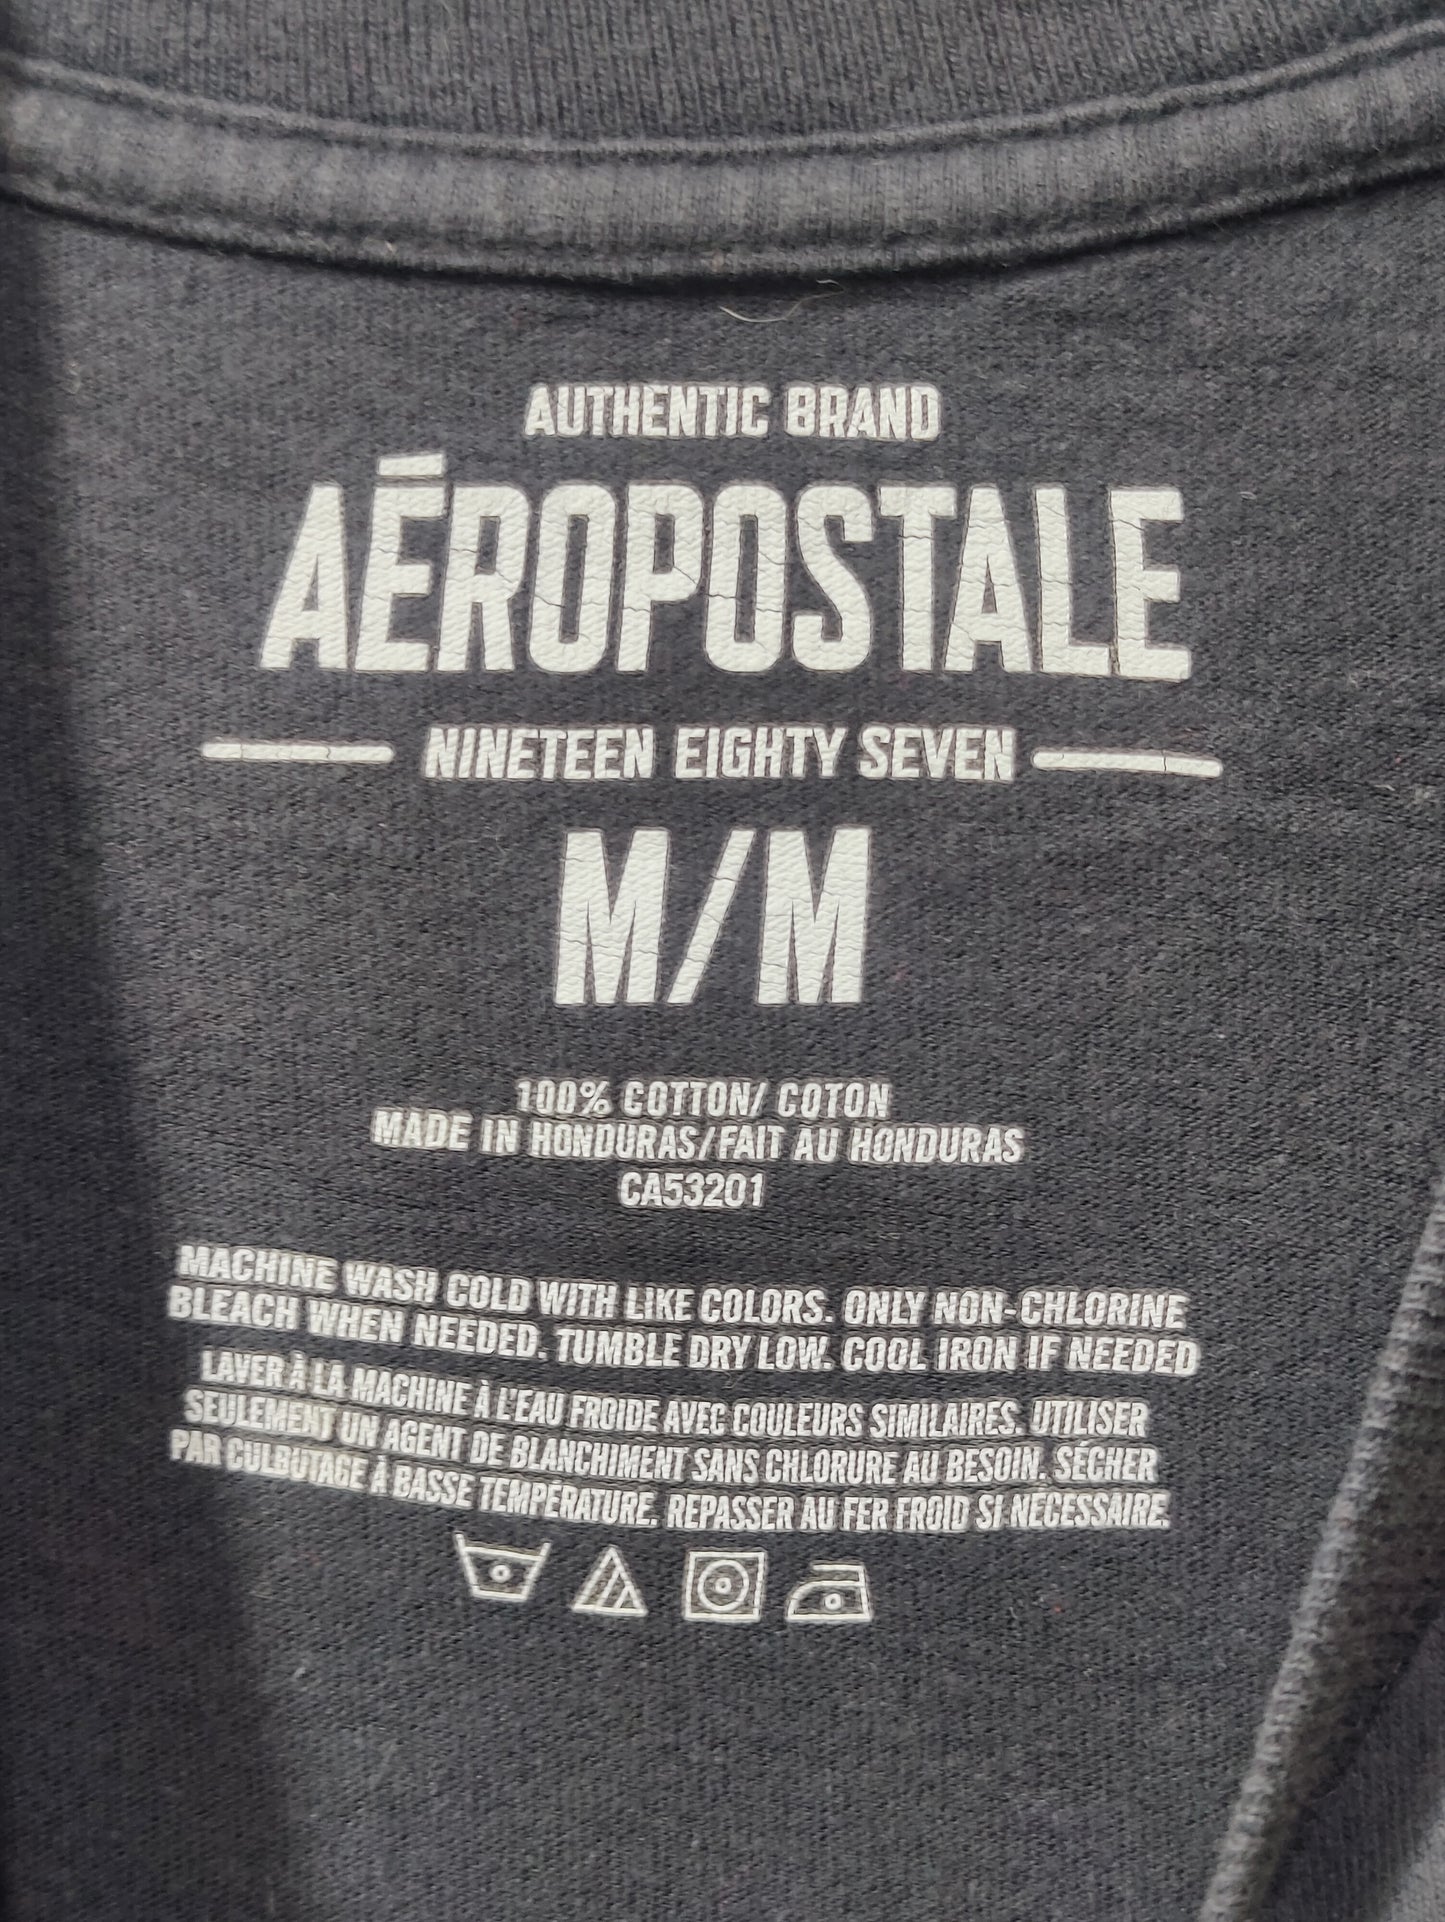 AUTHENTIC BRAND
AÉROPOSTALE
NINETEEN EIGHTY SEVEN
M/M
100% COTTON/ COTON
MADE IN HONDURAS/FAIT AU HONDURAS
CA53201
MACHINE WASH COLD WITH LIKE COLORS. ONLY NON-CHLORINE
BLEACH WHEN NEEDED. TUMBLE DRY LOW. COOL IRON IF NEEDED
LAVER À LA MACHINE À L'EAU FROIDE AVEC COULEURS SIMILAIRES. UTILISER
SEULEMENT UN AGENT DE BLANCHIMENT SANS CHLORURE AU BESOIN. SÉCHER
PAR CULBUTAGE À BASSE TEMPÉRATURE. REPASSER AU FER FROID SI NÉCESSAIRE.